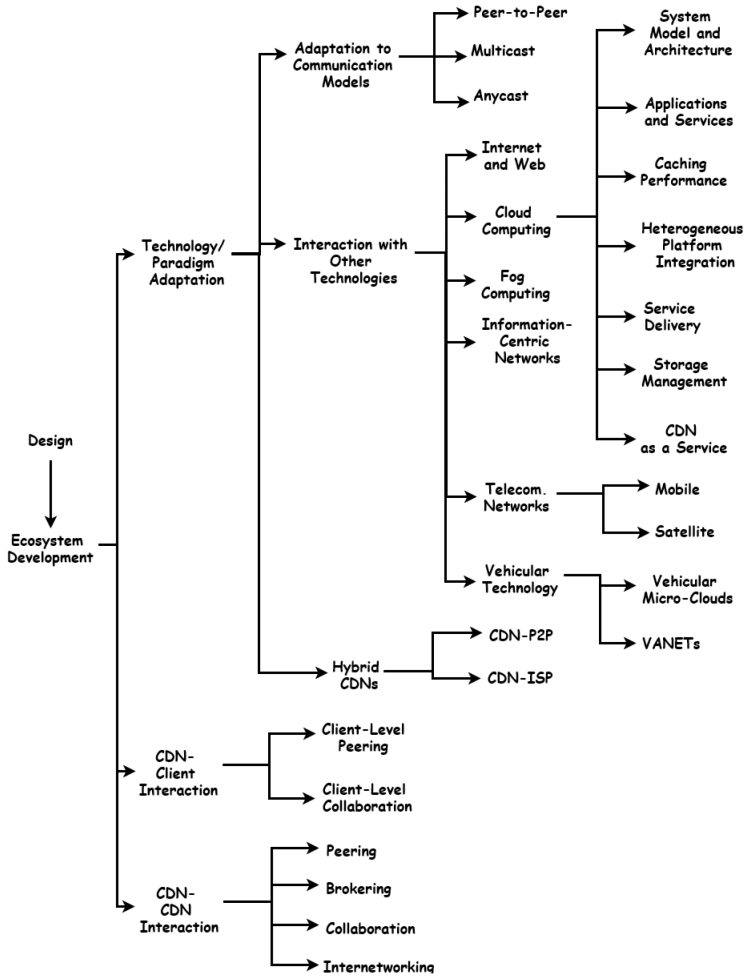 Design
Ecosystem
Development
Technology/
Paradigm
Adaptation
Adaptation to
Communication
Models
Peer-to-Peer
Multicast
Anycast
Interaction with
Other
Technologies
Internet
and Web
Cloud
Computing
System
Model and
Architecture
Applications
and Services
Caching
Performance
Heterogeneous
Platform
Integration
Service
Delivery
Storage
Management
CDN
as a Service
Fog
Computing
Information-
Centric
Networks
Telecom.
Networks
Mobile
Satellite
Vehicular
Technology
Vehicular
Micro-Clouds
VANETs
Hybrid
CDNs
CDN-P2P
CDN-ISP
CDN-
Client
Interaction
Client-Level
Peering
Client-Level
Collaboration
CDN-
CDN
Interaction
Peering
Brokering
Collaboration
Internetworking